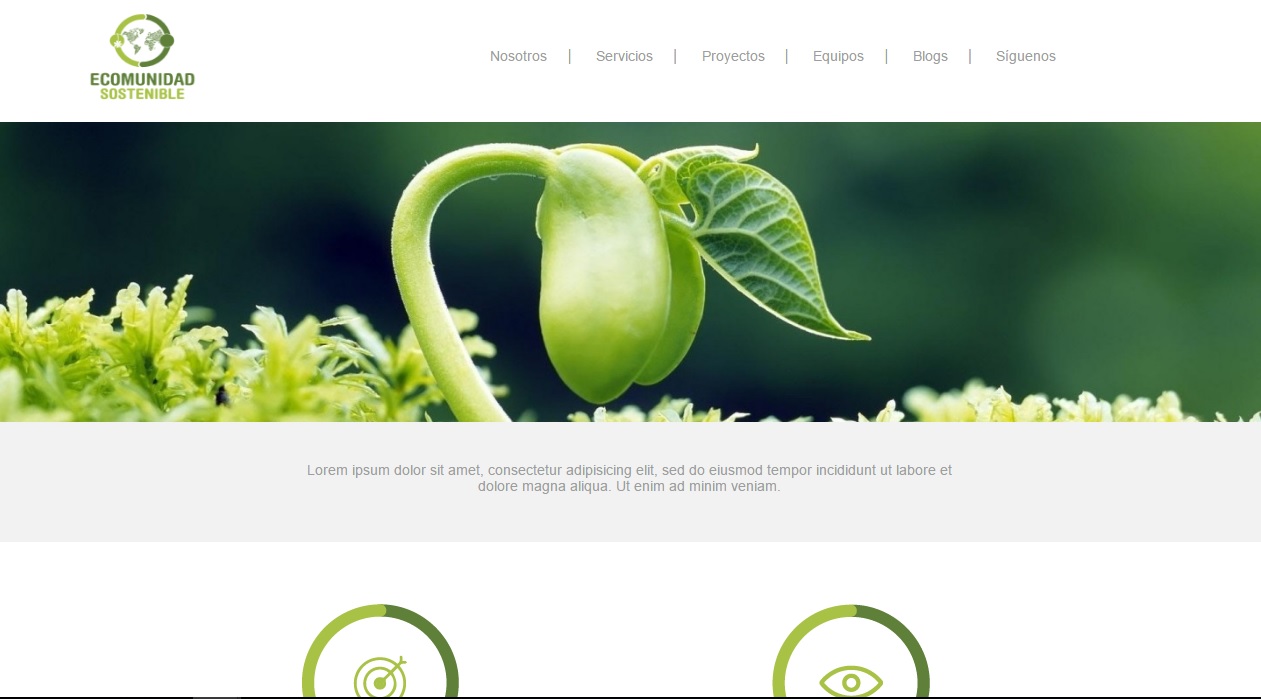 ECOMUNIDAD
SOSTENIBLE
Nosotros | Servicios | Proyectos | Equipos | Blogs | Síguenos
Lorem ipsum dolor sit amet, consectetur adipisicing elit, sed do eiusmod tempor incididunt ut labore et
dolore magna aliqua. Ut enim ad minim veniam.